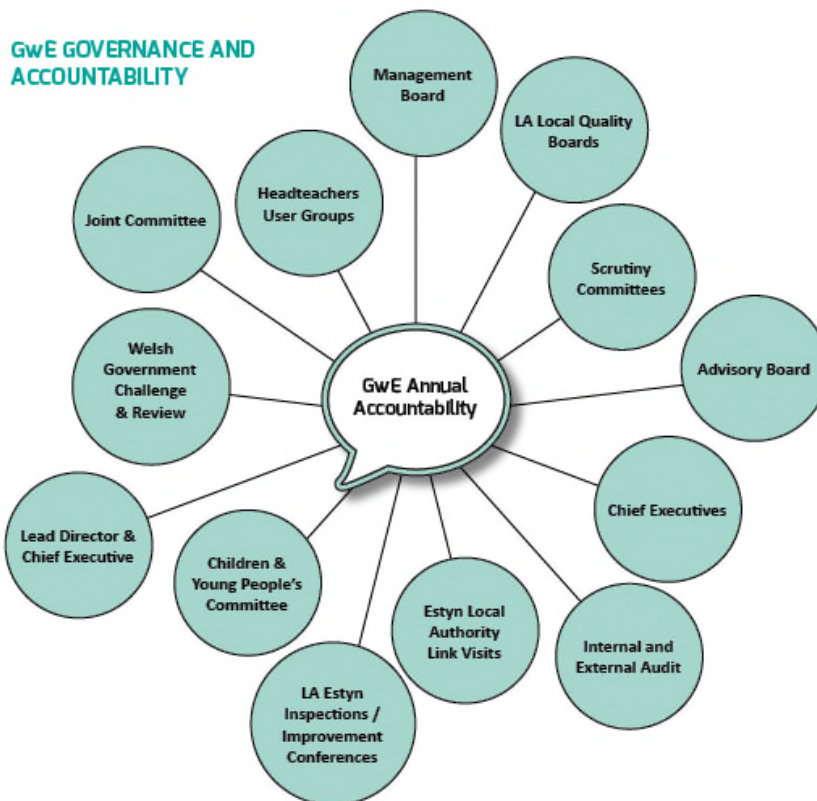 GwE GOVERNANCE AND
ACCOUNTABILITY
Management
Board
LA Local Quality
Boards
Headteachers
User Groups
Joint Committee
Scrutiny
Committees
Welsh
Government
Challenge
& Review
GwE Annual
Accountability
Advisory Board
Chief Executives
Lead Director &
Chief Executive
Children &
Young People's
Committee
Estyn Local
Authority
Link Visits
Internal and
External Audit
LA Estyn
Inspections /
Improvement
Conferences